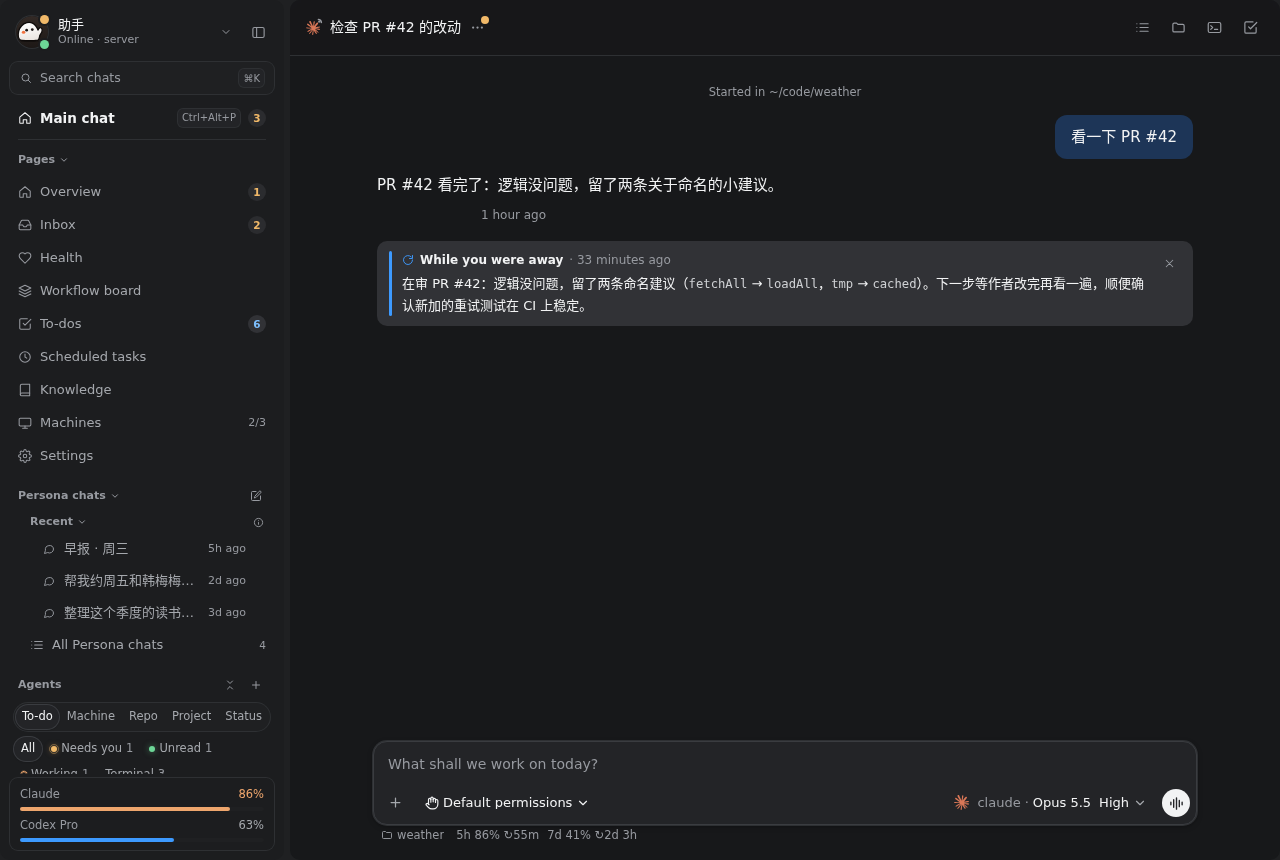 助手
Online · server
Search chats ⌘K
Main chat Ctrl+Alt+P 3
Pages
Overview 1
Inbox 2
Health
Workflow board
To-dos 6
Scheduled tasks
Knowledge
Machines 2/3
Settings
Persona chats
Recent
早报 · 周三 5h ago
帮我约周五和韩梅梅… 2d ago
整理这个季度的读书… 3d ago
All Persona chats 4
Agents
To-do Machine Repo Project Status
All Needs you 1 Unread 1
Working 1 Terminal 3
Claude 86%
Codex Pro 63%
检查 PR #42 的改动 ···
Started in ~/code/weather
看一下 PR #42
PR #42 看完了：逻辑没问题，留了两条关于命名的小建议。
1 hour ago
While you were away · 33 minutes ago
在审 PR #42：逻辑没问题，留了两条命名建议（fetchAll → loadAll，tmp → cached）。下一步等作者改完再看一遍，顺便确
认新加的重试测试在 CI 上稳定。
What shall we work on today?
Default permissions claude · Opus 5.5 High
weather 5h 86% ↻55m 7d 41% ↻2d 3h